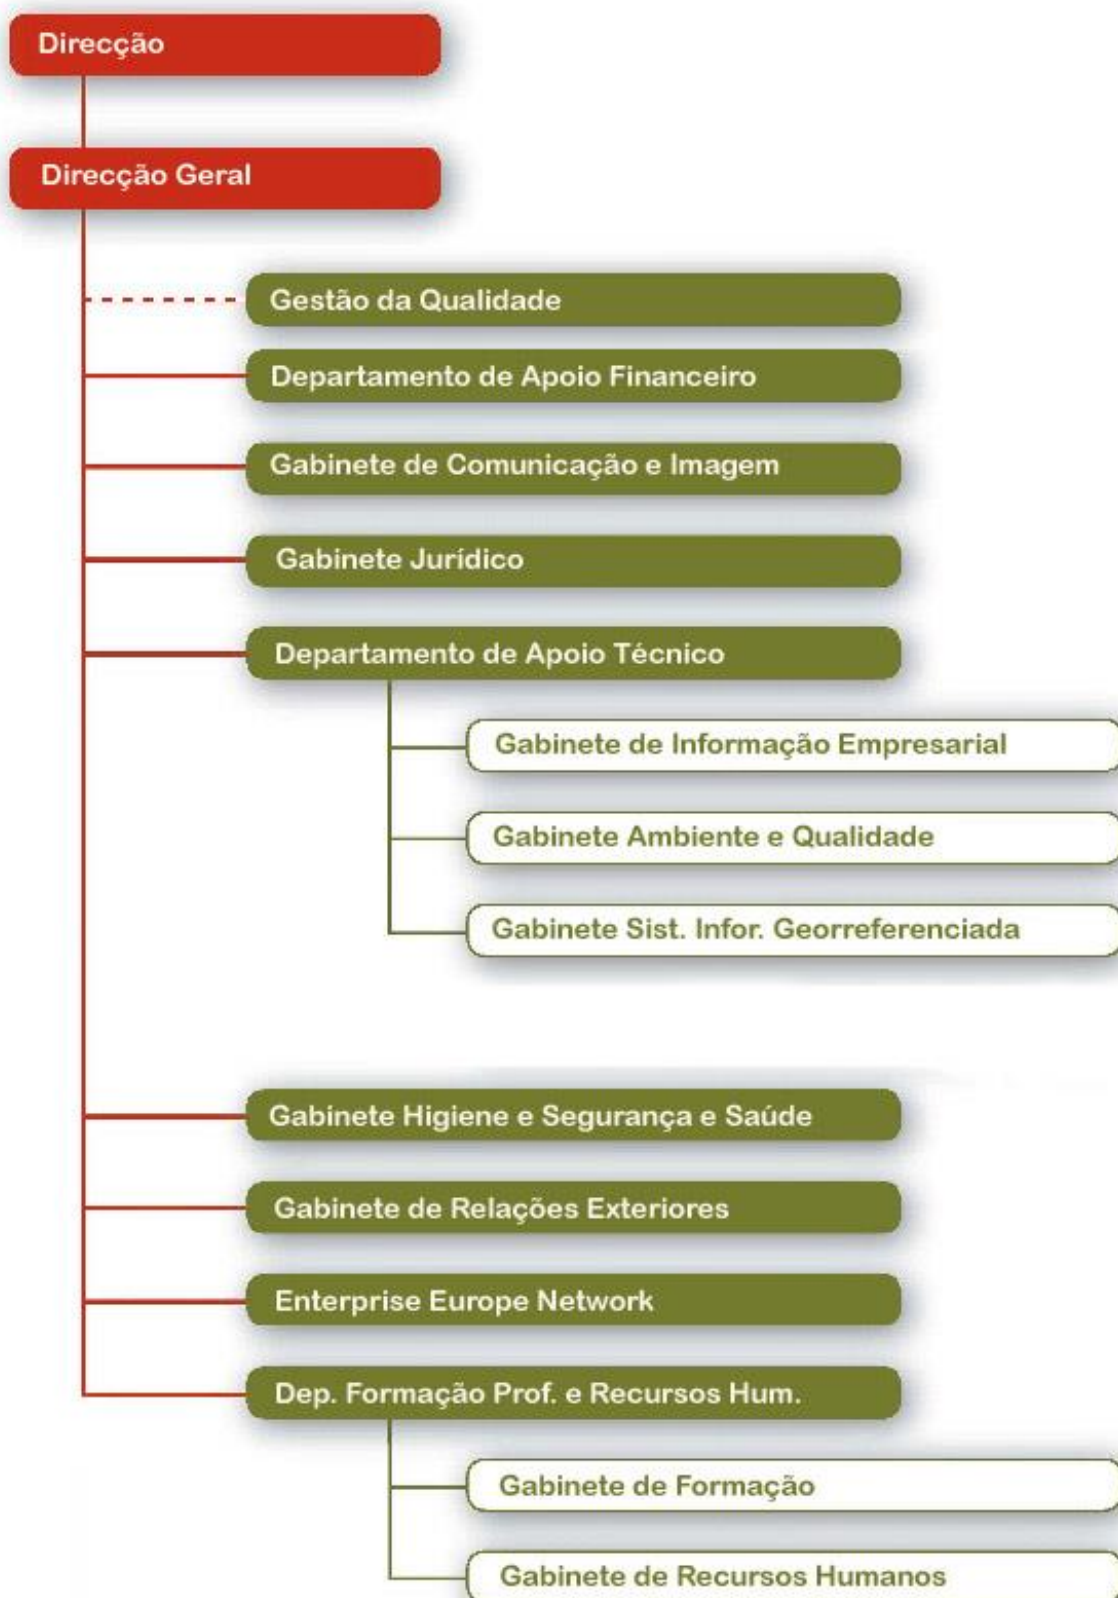 Direcção
Direcção Geral
Gestão da Qualidade
Departamento de Apoio Financeiro
Gabinete de Comunicação e Imagem
Gabinete Jurídico
Departamento de Apoio Técnico
Gabinete de Informação Empresarial
Gabinete Ambiente e Qualidade
Gabinete Sist. Infor. Georreferenciada
Gabinete Higiene e Segurança e Saúde
Gabinete de Relações Exteriores
Enterprise Europe Network
Dep. Formação Prof. e Recursos Hum.
Gabinete de Formação
Gabinete de Recursos Humanos